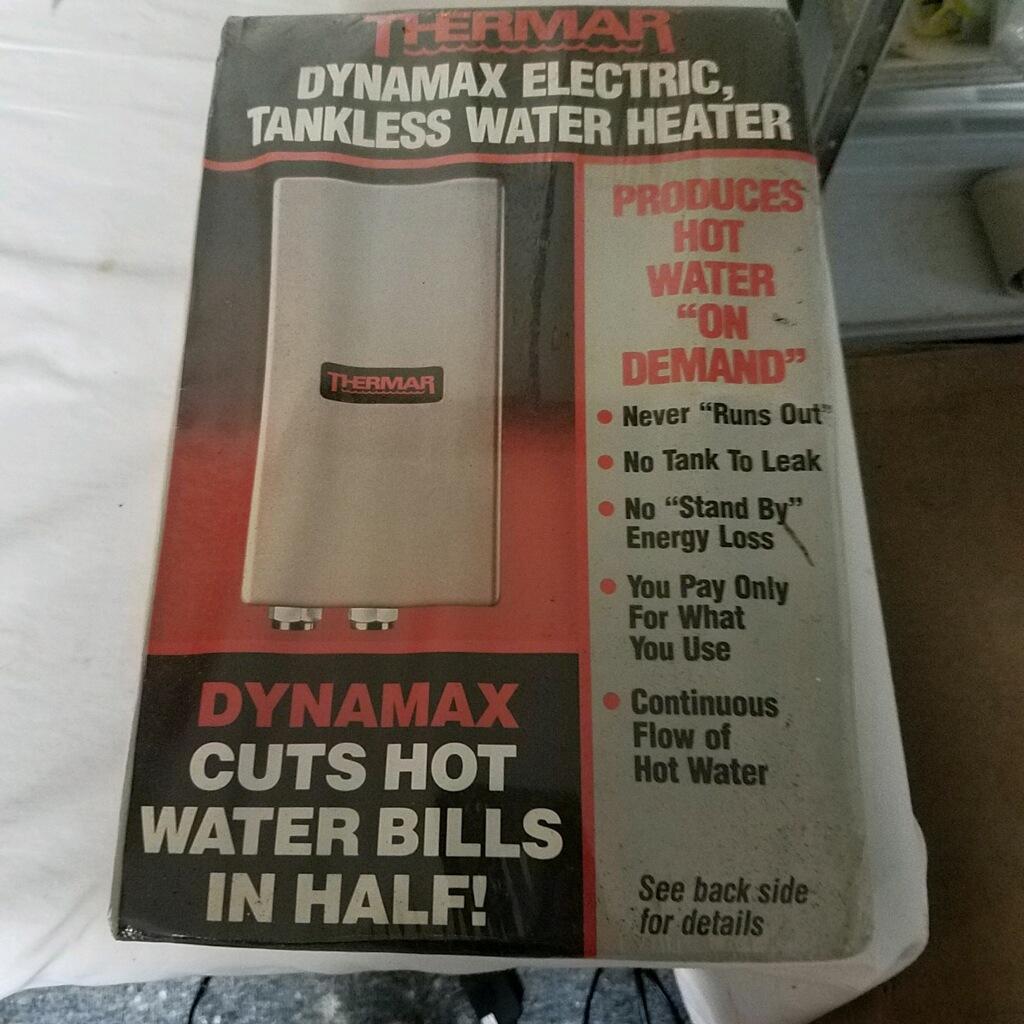 THERMAR
DYNAMAX ELECTRIC,
TANKLESS WATER HEATER
THERMAR
PRODUCES
HOT
WATER
“ON
DEMAND”
• Never “Runs Out”
• No Tank To Leak
• No “Stand By”
Energy Loss
• You Pay Only
For What
You Use
• Continuous
Flow of
Hot Water
DYNAMAX
CUTS HOT
WATER BILLS
IN HALF!
See back side
for details